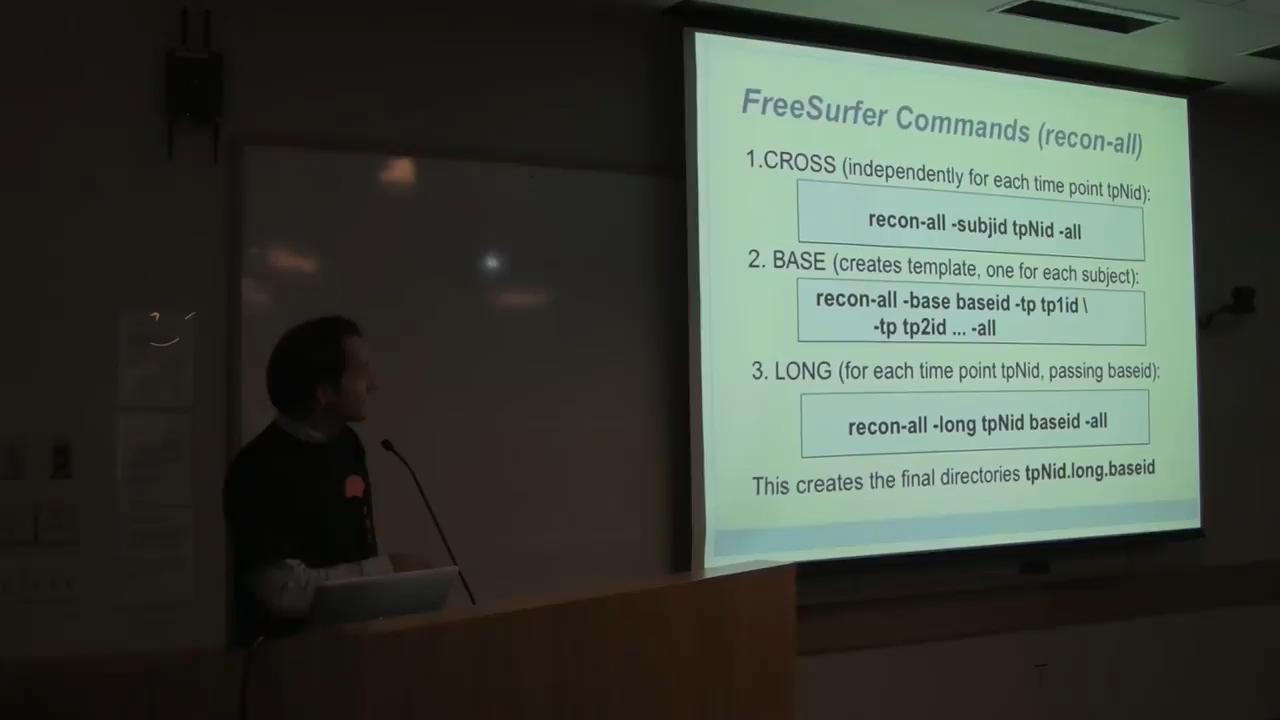 FreeSurfer Commands (recon-all)
1.CROSS (independently for each time point tpNid):
recon-all -subjid tpNid -all
2. BASE (creates template, one for each subject):
recon-all -base baseid -tp tp1id \
-tp tp2id ... -all
3. LONG (for each time point tpNid, passing baseid):
recon-all -long tpNid baseid -all
This creates the final directories tpNid.long.baseid